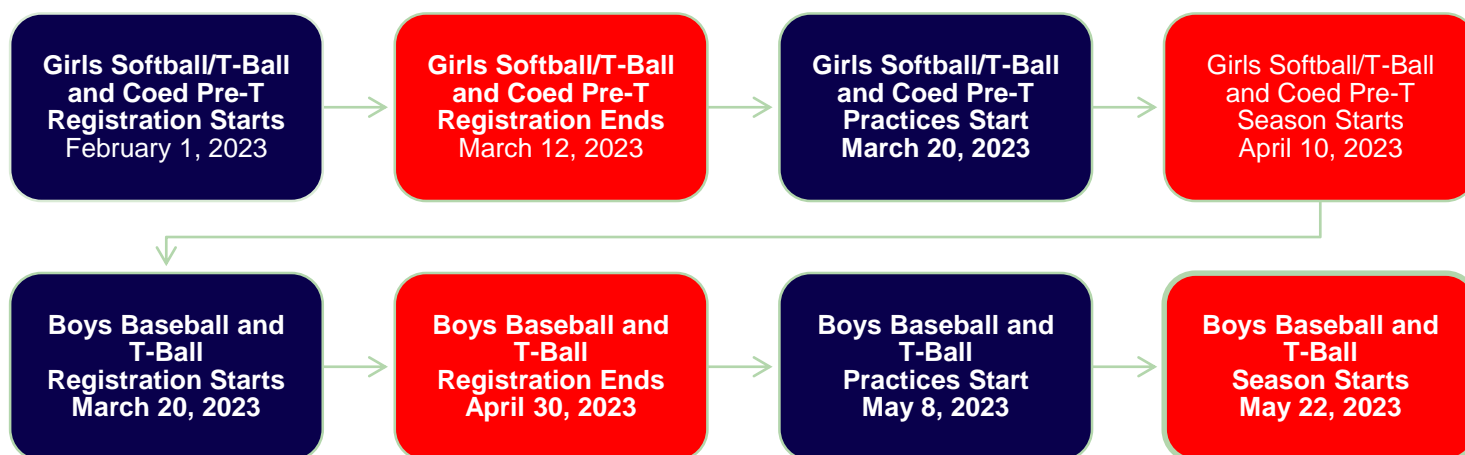 Girls Softball/T-Ball
and Coed Pre-T
Registration Starts
February 1, 2023
Girls Softball/T-Ball
and Coed Pre-T
Registration Ends
March 12, 2023
Girls Softball/T-Ball
and Coed Pre-T
Practices Start
March 20, 2023
Girls Softball/T-Ball
and Coed Pre-T
Season Starts
April 10, 2023
Boys Baseball and
T-Ball
Registration Starts
March 20, 2023
Boys Baseball and
T-Ball
Registration Ends
April 30, 2023
Boys Baseball and
T-Ball
Practices Start
May 8, 2023
Boys Baseball and
T-Ball
Season Starts
May 22, 2023